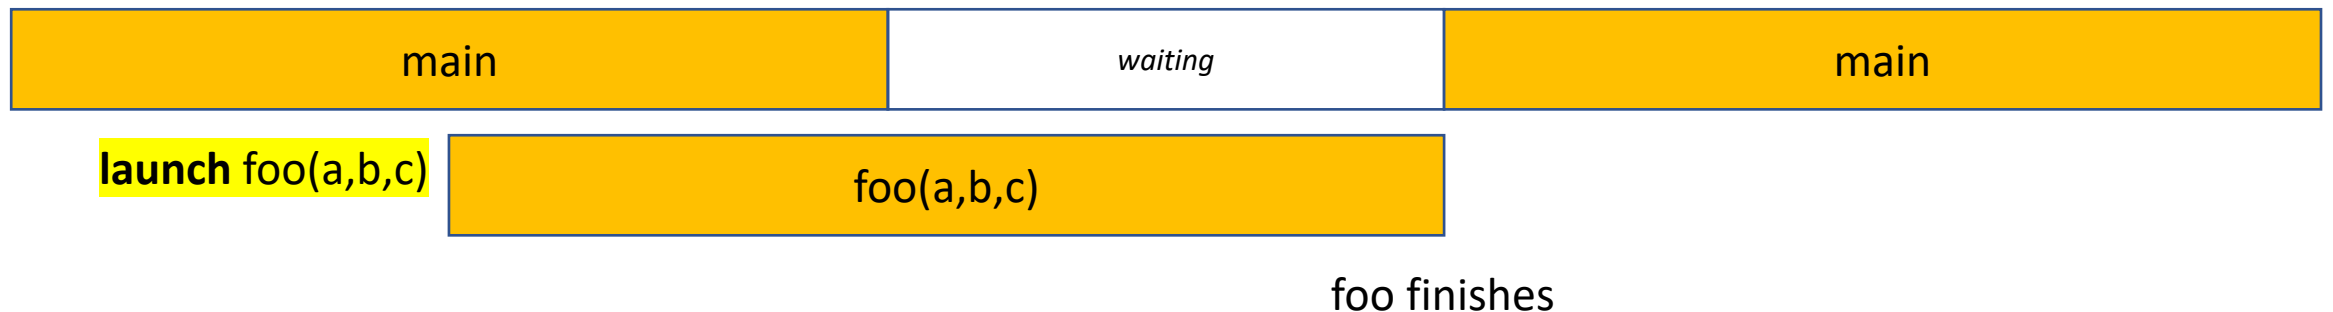 main
waiting
main
launch foo(a,b,c)
foo(a,b,c)
foo finishes